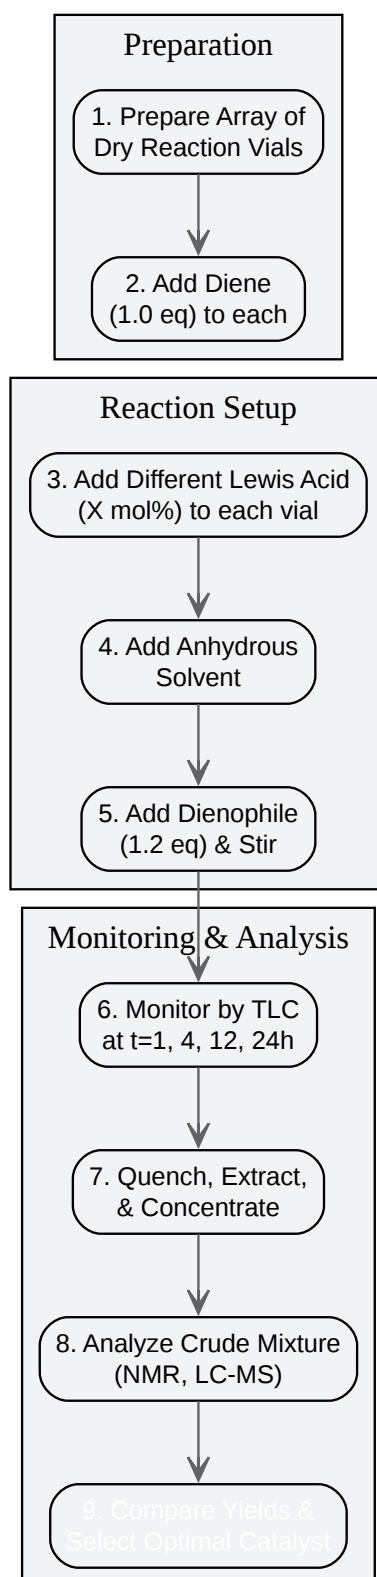 Preparation
1. Prepare Array of
Dry Reaction Vials
2. Add Diene
(1.0 eq) to each
Reaction Setup
3. Add Different Lewis Acid
(X mol%) to each vial
4. Add Anhydrous
Solvent
5. Add Dienophile
(1.2 eq) & Stir
Monitoring & Analysis
6. Monitor by TLC
at t=1, 4, 12, 24h
7. Quench, Extract,
& Concentrate
8. Analyze Crude Mixture
(NMR, LC-MS)
9. Compare Yields &
Select Optimal Catalyst